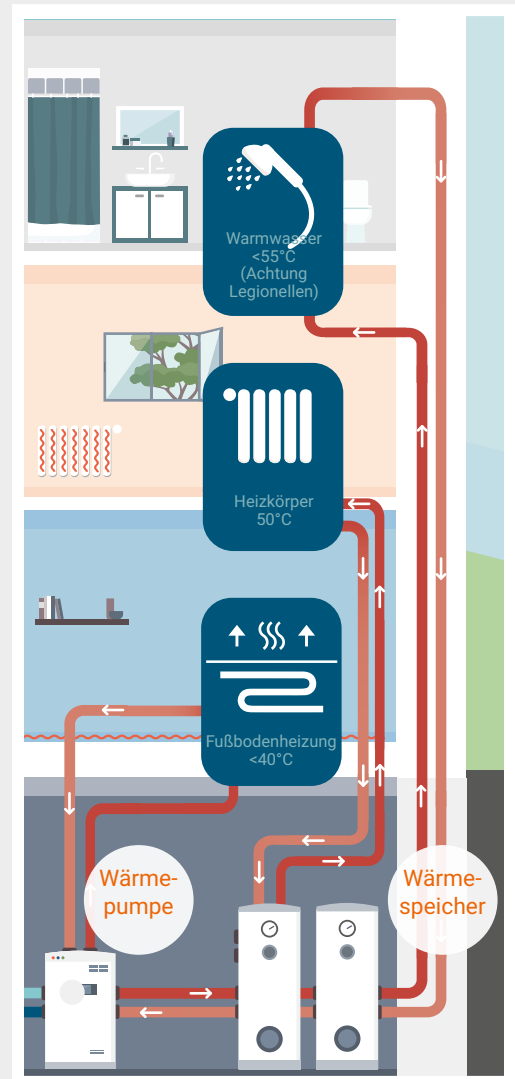 Warmwasser
<55°C
(Achtung
Legionellen)
Heizkörper
50°C
Fußbodenheizung
<40°C
Wärme-
pumpe
Wärme-
speicher